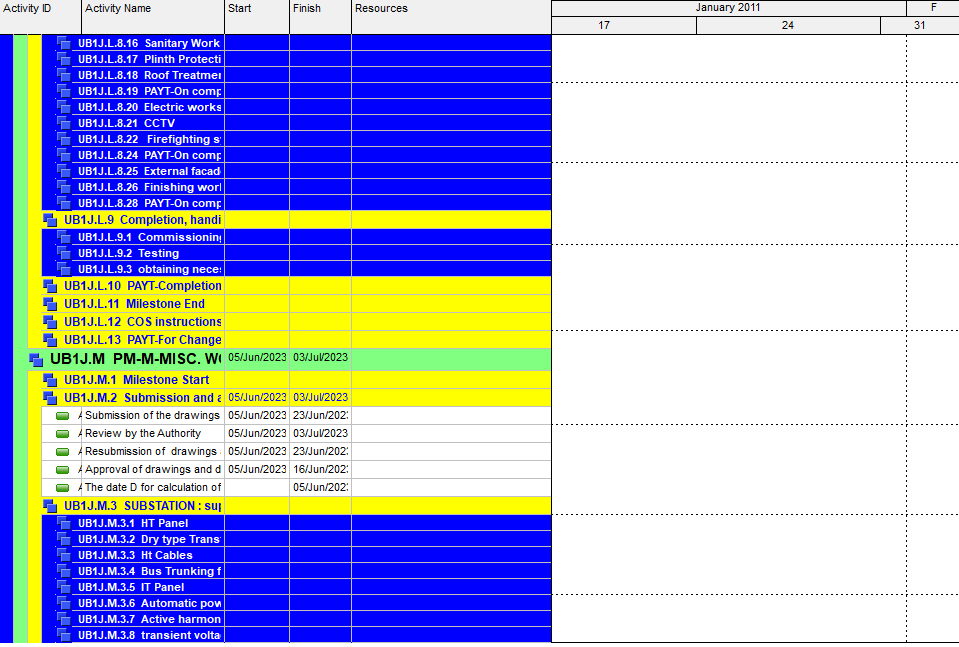 Activity ID Activity Name Start Finish Resources January 2011 F
17 24 31
UB1J.L.8.16 Sanitary Work
UB1J.L.8.17 Plinth Protecti
UB1J.L.8.18 Roof Treatmer
UB1J.L.8.19 PAYT-On comp
UB1J.L.8.20 Electric works
UB1J.L.8.21 CCTV
UB1J.L.8.22 Firefighting s
UB1J.L.8.24 PAYT-On comp
UB1J.L.8.25 External facad
UB1J.L.8.26 Finishing worl
UB1J.L.8.28 PAYT-On comp
UB1J.L.9 Completion, handi
UB1J.L.9.1 Commissioning
UB1J.L.9.2 Testing
UB1J.L.9.3 obtaining neces
UB1J.L.10 PAYT-Completion
UB1J.L.11 Milestone End
UB1J.L.12 COS instructions
UB1J.L.13 PAYT-For Change
UB1J.M PM-M-MISC. WO 05/Jun/2023 03/Jul/2023
UB1J.M.1 Milestone Start
UB1J.M.2 Submission and a 05/Jun/2023 03/Jul/2023
A Submission of the drawings 05/Jun/2023 23/Jun/202
A Review by the Authority 05/Jun/2023 03/Jul/2023
A Resubmission of drawings 05/Jun/2023 23/Jun/202
A Approval of drawings and d 05/Jun/2023 16/Jun/202
A The date D for calculation of 05/Jun/202
UB1J.M.3 SUBSTATION : sup
UB1J.M.3.1 HT Panel
UB1J.M.3.2 Dry type Trans
UB1J.M.3.3 Ht Cables
UB1J.M.3.4 Bus Trunking f
UB1J.M.3.5 IT Panel
UB1J.M.3.6 Automatic pow
UB1J.M.3.7 Active harmon
UB1J.M.3.8 transient volta